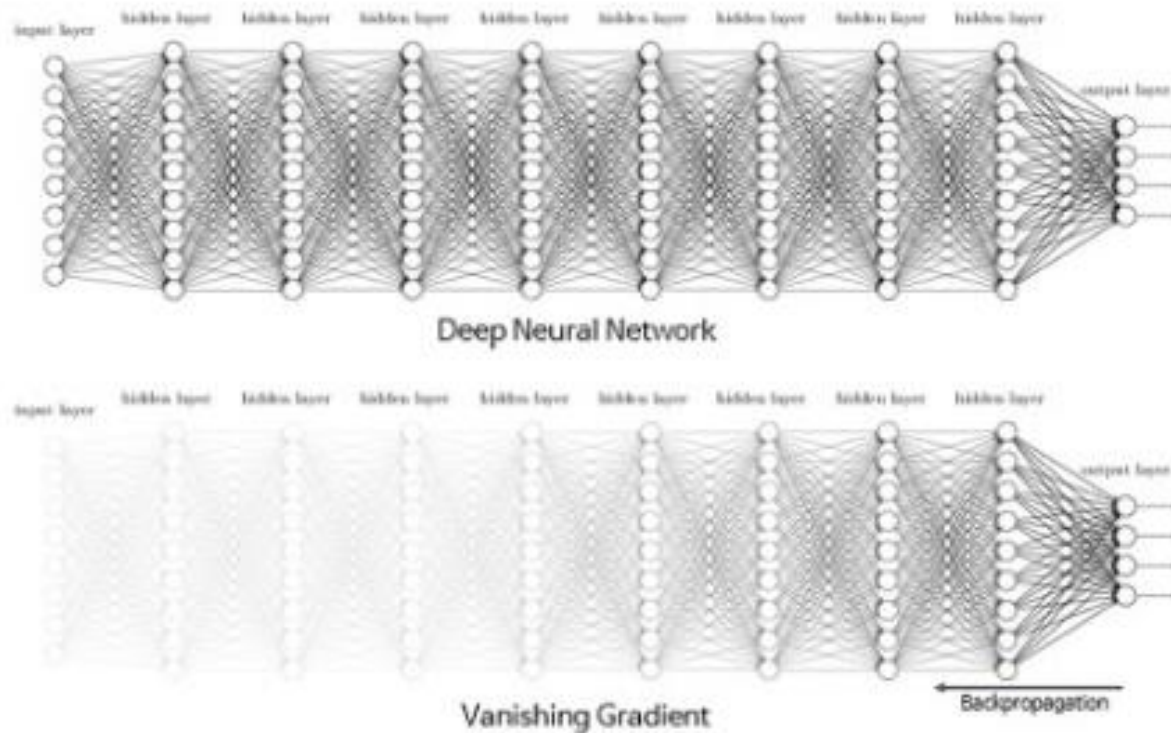 hidden layer hidden layer hidden layer hidden layer hidden layer hidden layer hidden layer hidden layer
input layer
output layer
Deep Neural Network
hidden layer hidden layer hidden layer hidden layer hidden layer hidden layer hidden layer hidden layer
input layer
output layer
Backpropagation
Vanishing Gradient